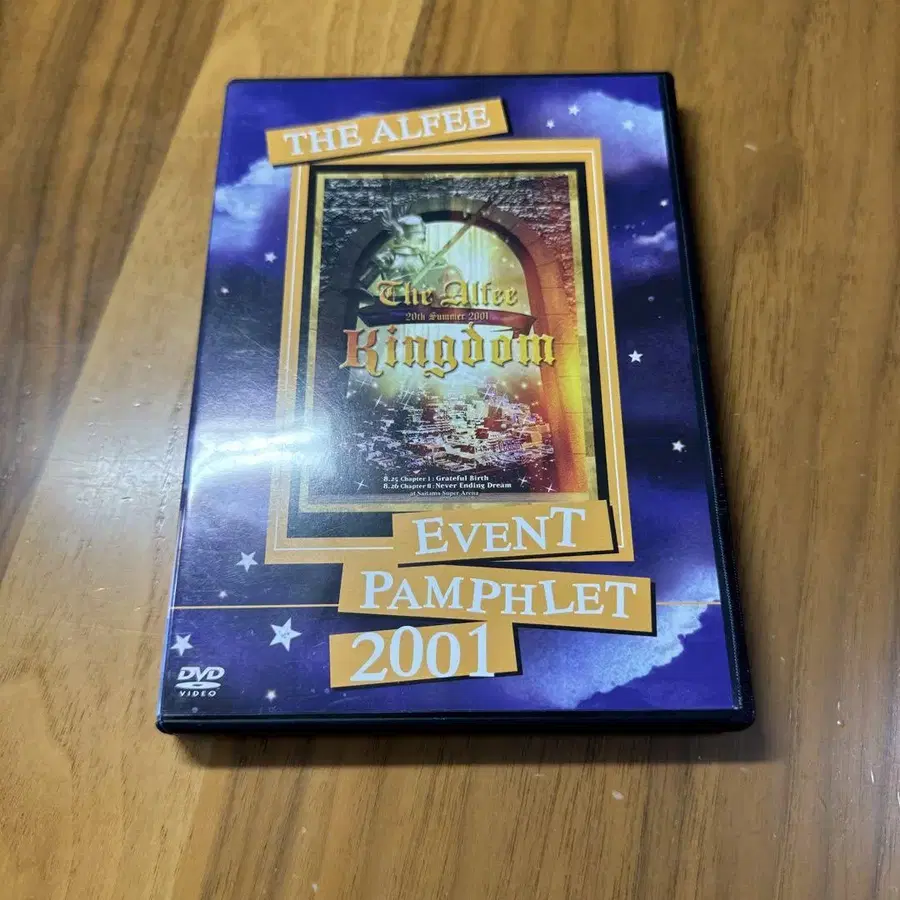 THE ALFEE
The Alfee
20th Summer 2001
Kingdom
8.25 Chapter I : Grateful Birth
8.26 Chapter II : Never Ending Dream
at Saitama Super Arena
EVENT
PAMPHLET
2001
DVD
VIDEO